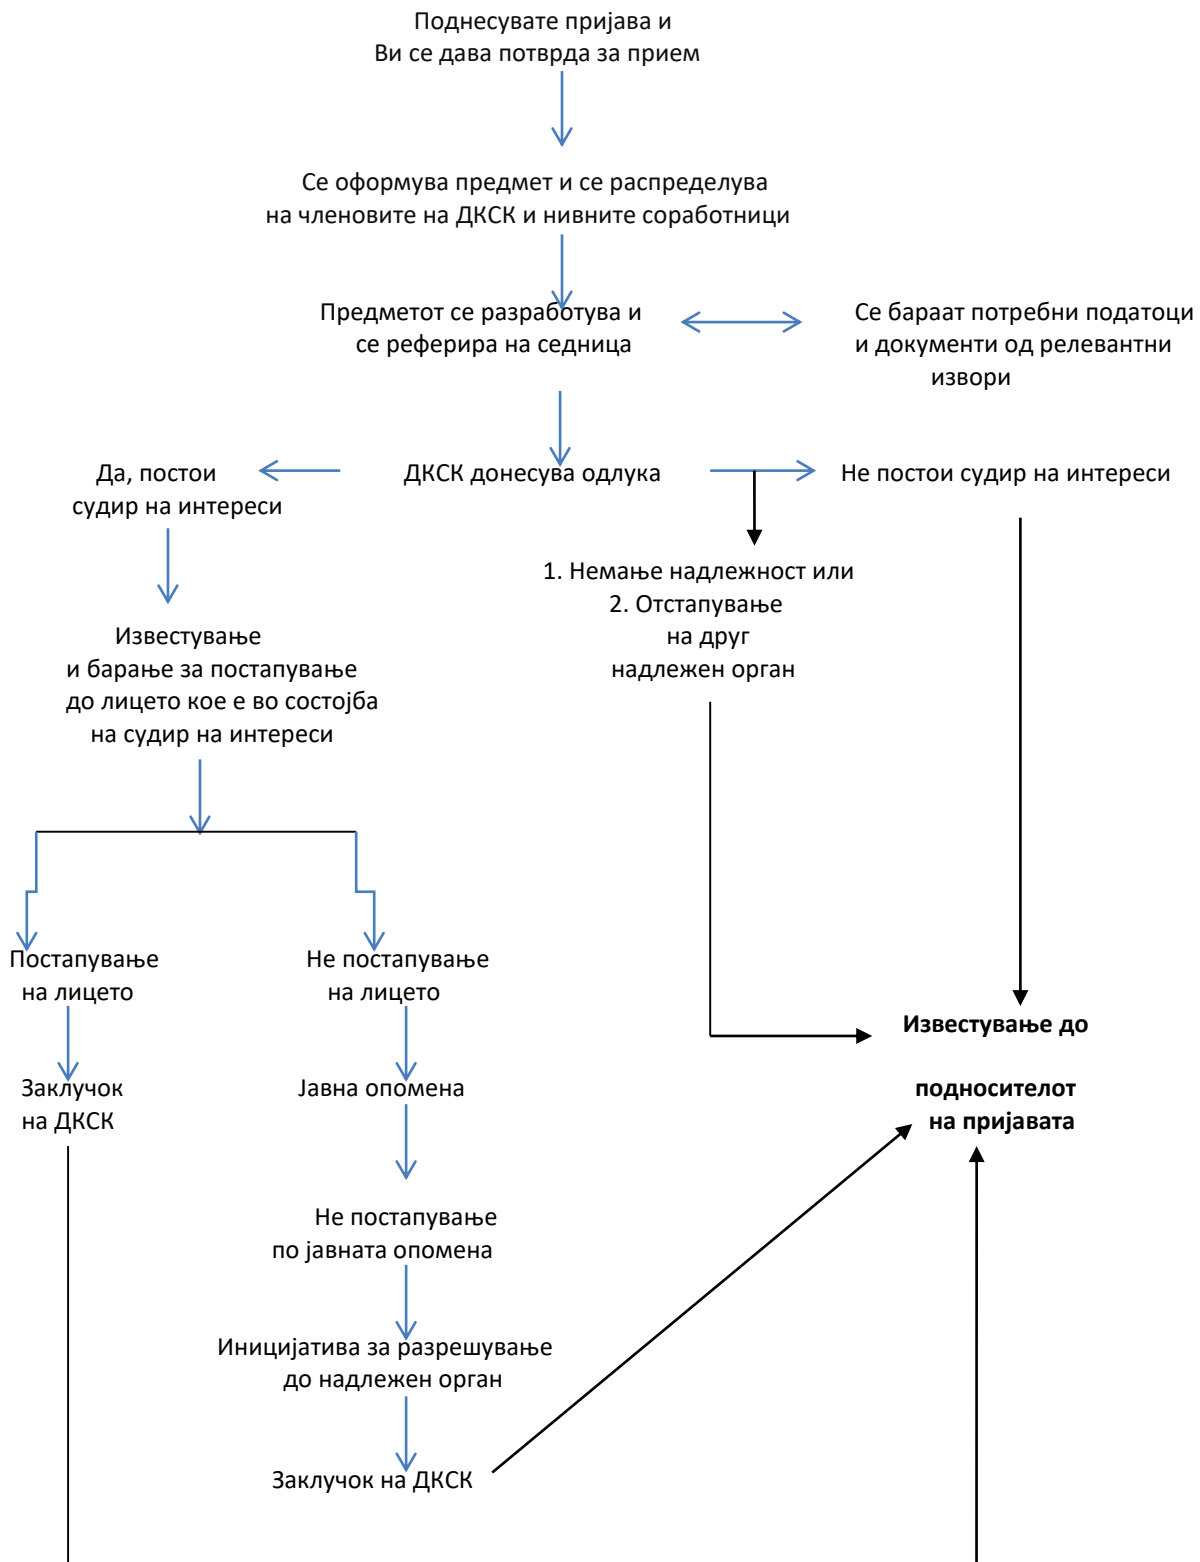 Поднесувате пријава и
Ви се дава потврда за прием
Се оформува предмет и се распределува
на членовите на ДКСК и нивните соработници
Предметот се разработува и
се реферира на седница
Се бараат потребни податоци
и документи од релевантни
извори
Да, постои
судир на интереси
ДКСК донесува одлука
Не постои судир на интереси
1. Немање надлежност или
2. Отстапување
на друг
надлежен орган
Известување
и барање за постапување
до лицето кое е во состојба
на судир на интереси
Постапување
на лицето
Не постапување
на лицето
Известување до
подносителот
на пријавата
Заклучок
на ДКСК
Јавна опомена
Не постапување
по јавната опомена
Иницијатива за разрешување
до надлежен орган
Заклучок на ДКСК